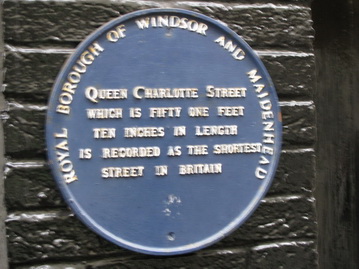 ROYAL BOROUGH OF WINDSOR AND MAIDENHEAD
QUEEN CHARLOTTE STREET
WHICH IS FIFTY ONE FEET
TEN INCHES IN LENGTH
IS RECORDED AS THE SHORTEST
STREET IN BRITAIN